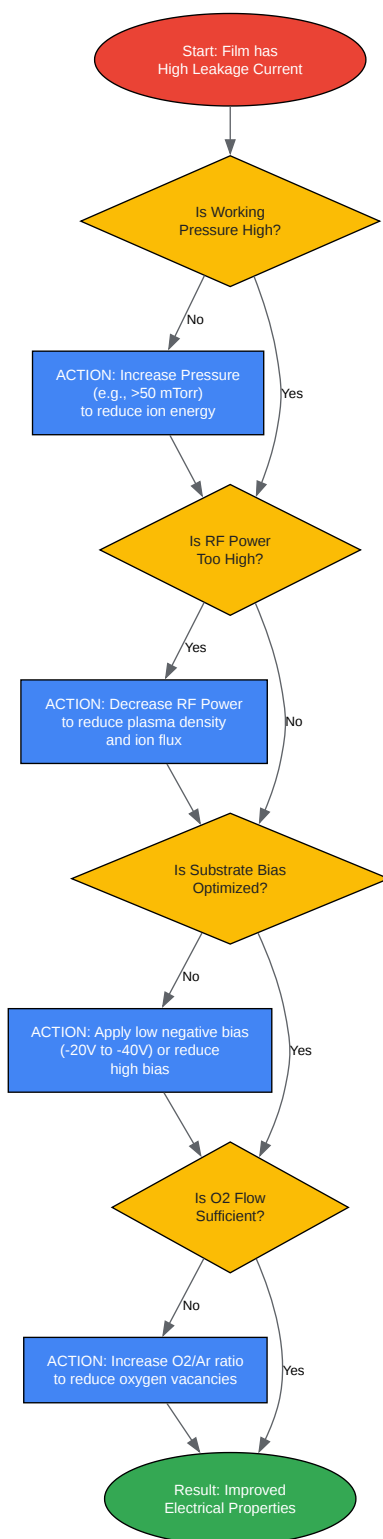 Start: Film has
High Leakage Current
Is Working
Pressure High?
No
Yes
ACTION: Increase Pressure
(e.g., >50 mTorr)
to reduce ion energy
Is RF Power
Too High?
Yes
No
ACTION: Decrease RF Power
to reduce plasma density
and ion flux
Is Substrate Bias
Optimized?
No
Yes
ACTION: Apply low negative bias
(-20V to -40V) or reduce
high bias
Is O2 Flow
Sufficient?
No
Yes
ACTION: Increase O2/Ar ratio
to reduce oxygen vacancies
Result: Improved
Electrical Properties